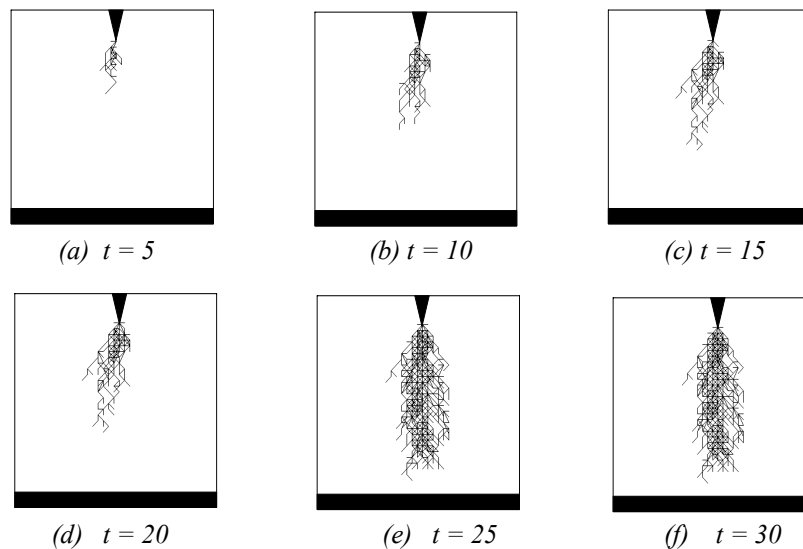 (a) t = 5
(b) t = 10
(c) t = 15
(d) t = 20
(e) t = 25
(f) t = 30